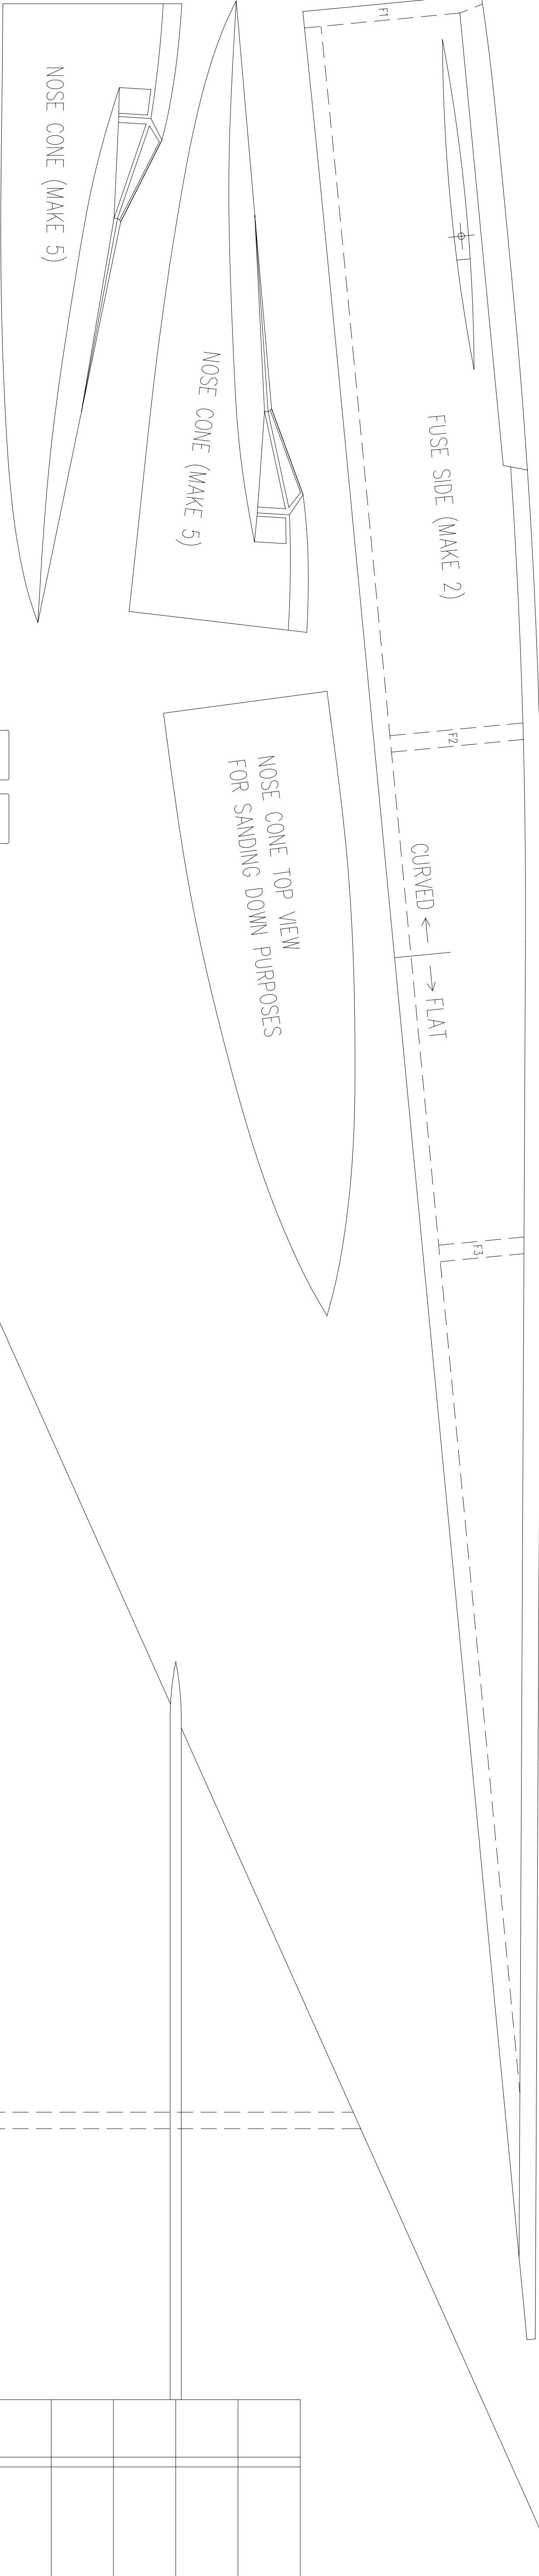 F1
NOSE CONE (MAKE 5)
NOSE CONE (MAKE 5)
FUSE SIDE (MAKE 2)
F2
NOSE CONE TOP VIEW
FOR SANDING DOWN PURPOSES
CURVED
FLAT
F3